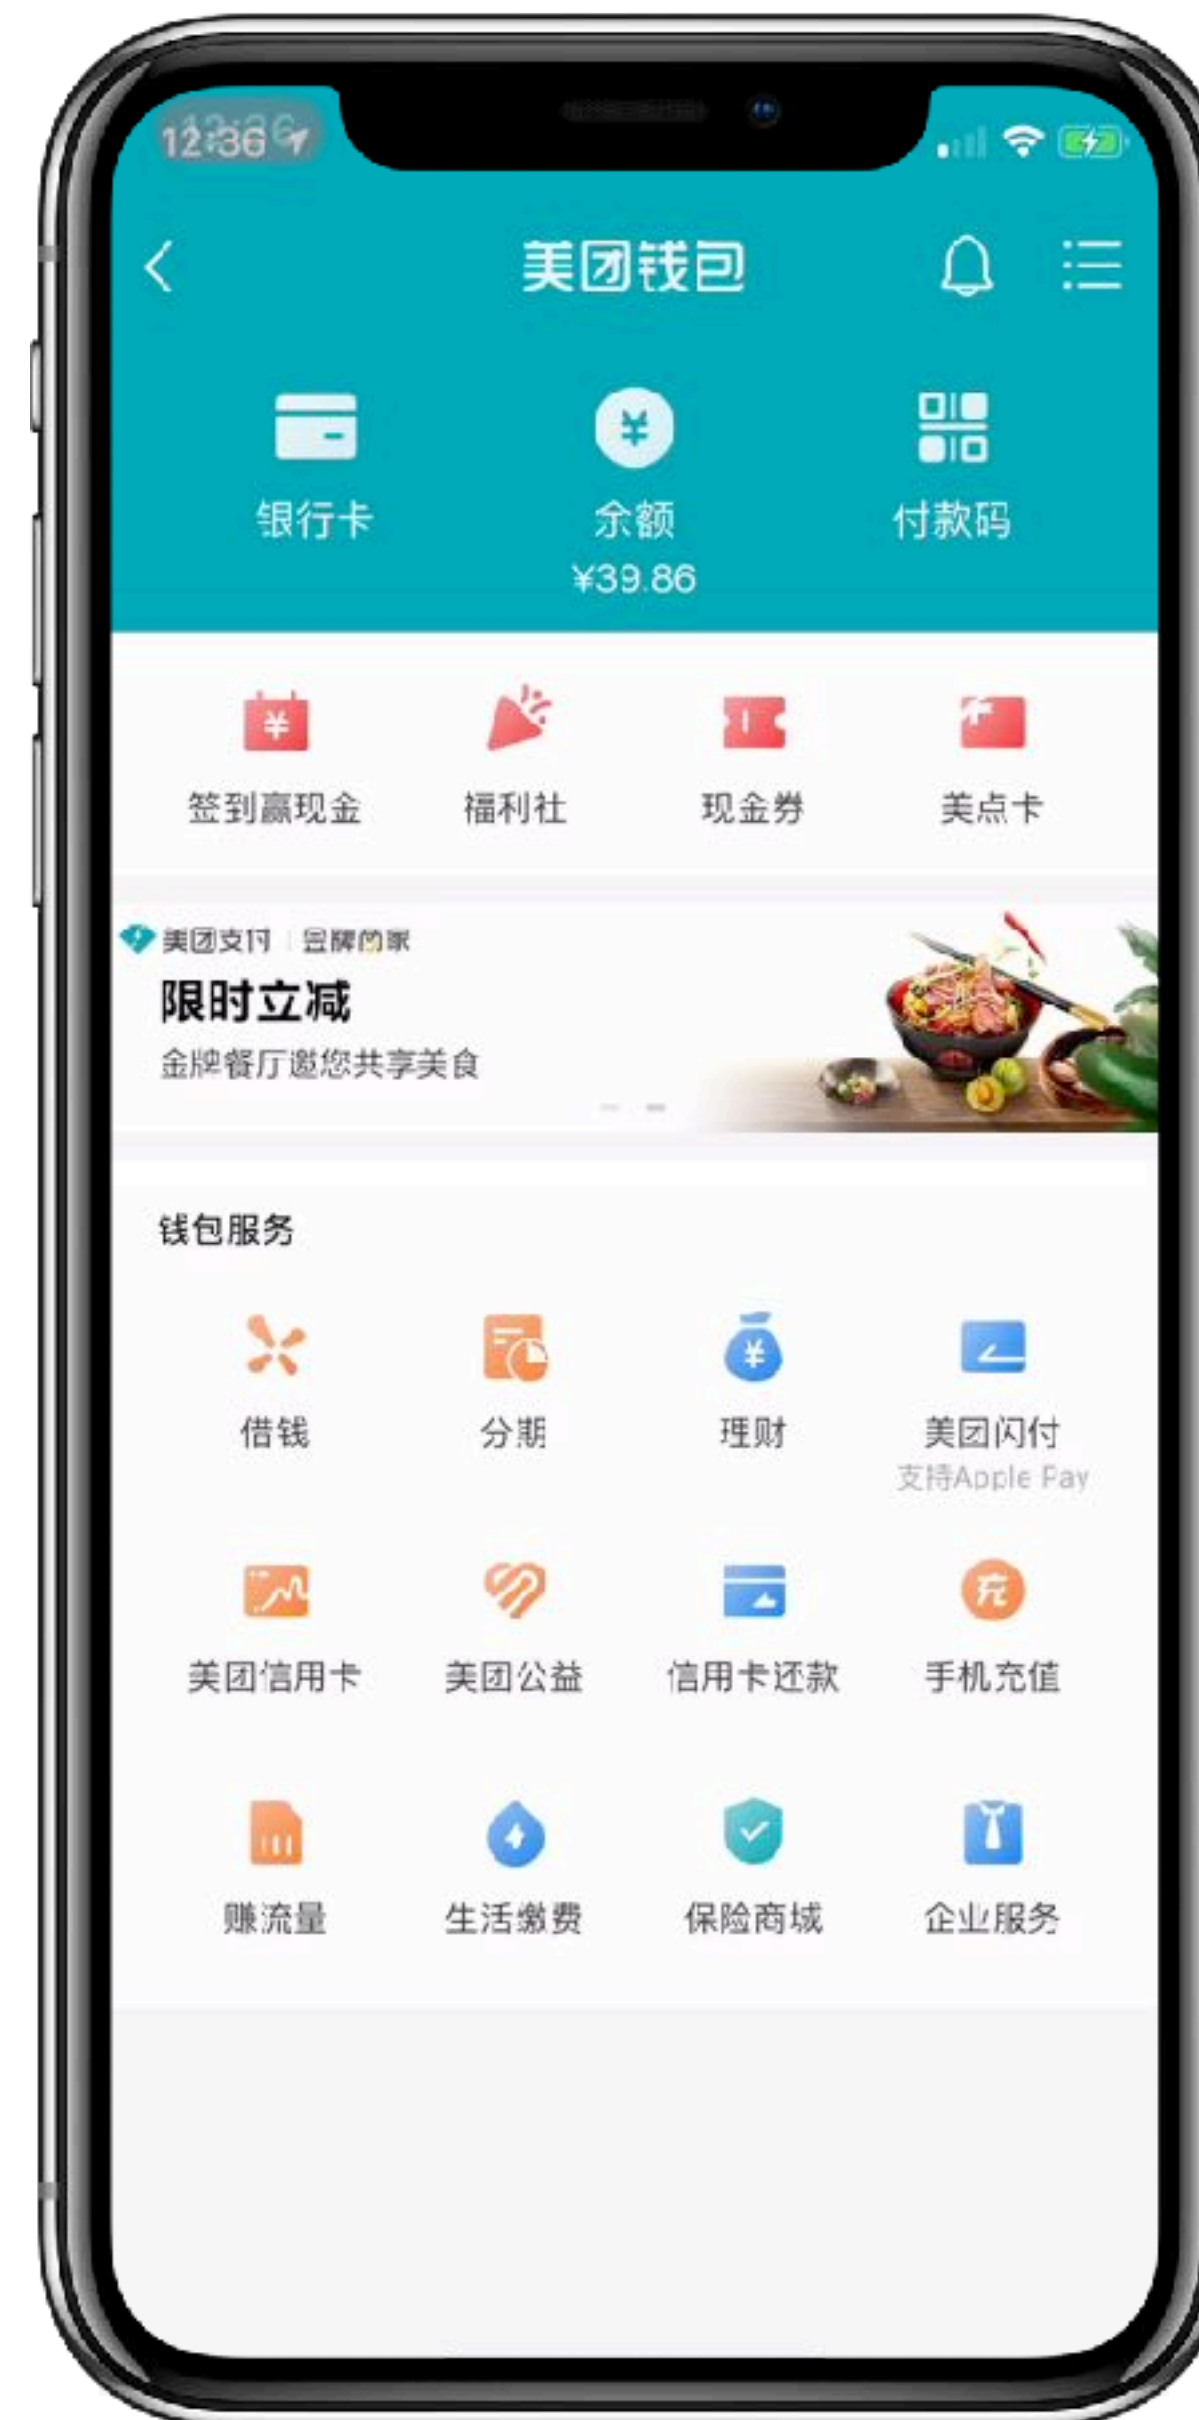 12:36
美团钱包
银行卡 余额 付款码
¥39.86
签到赢现金 福利社 现金券 美点卡
美团支付 金牌商家
限时立减
金牌餐厅邀您共享美食
钱包服务
借钱 分期 理财 美团闪付
支持Apple Pay
充
美团信用卡 美团公益 信用卡还款 手机充值
赚流量 生活缴费 保险商城 企业服务